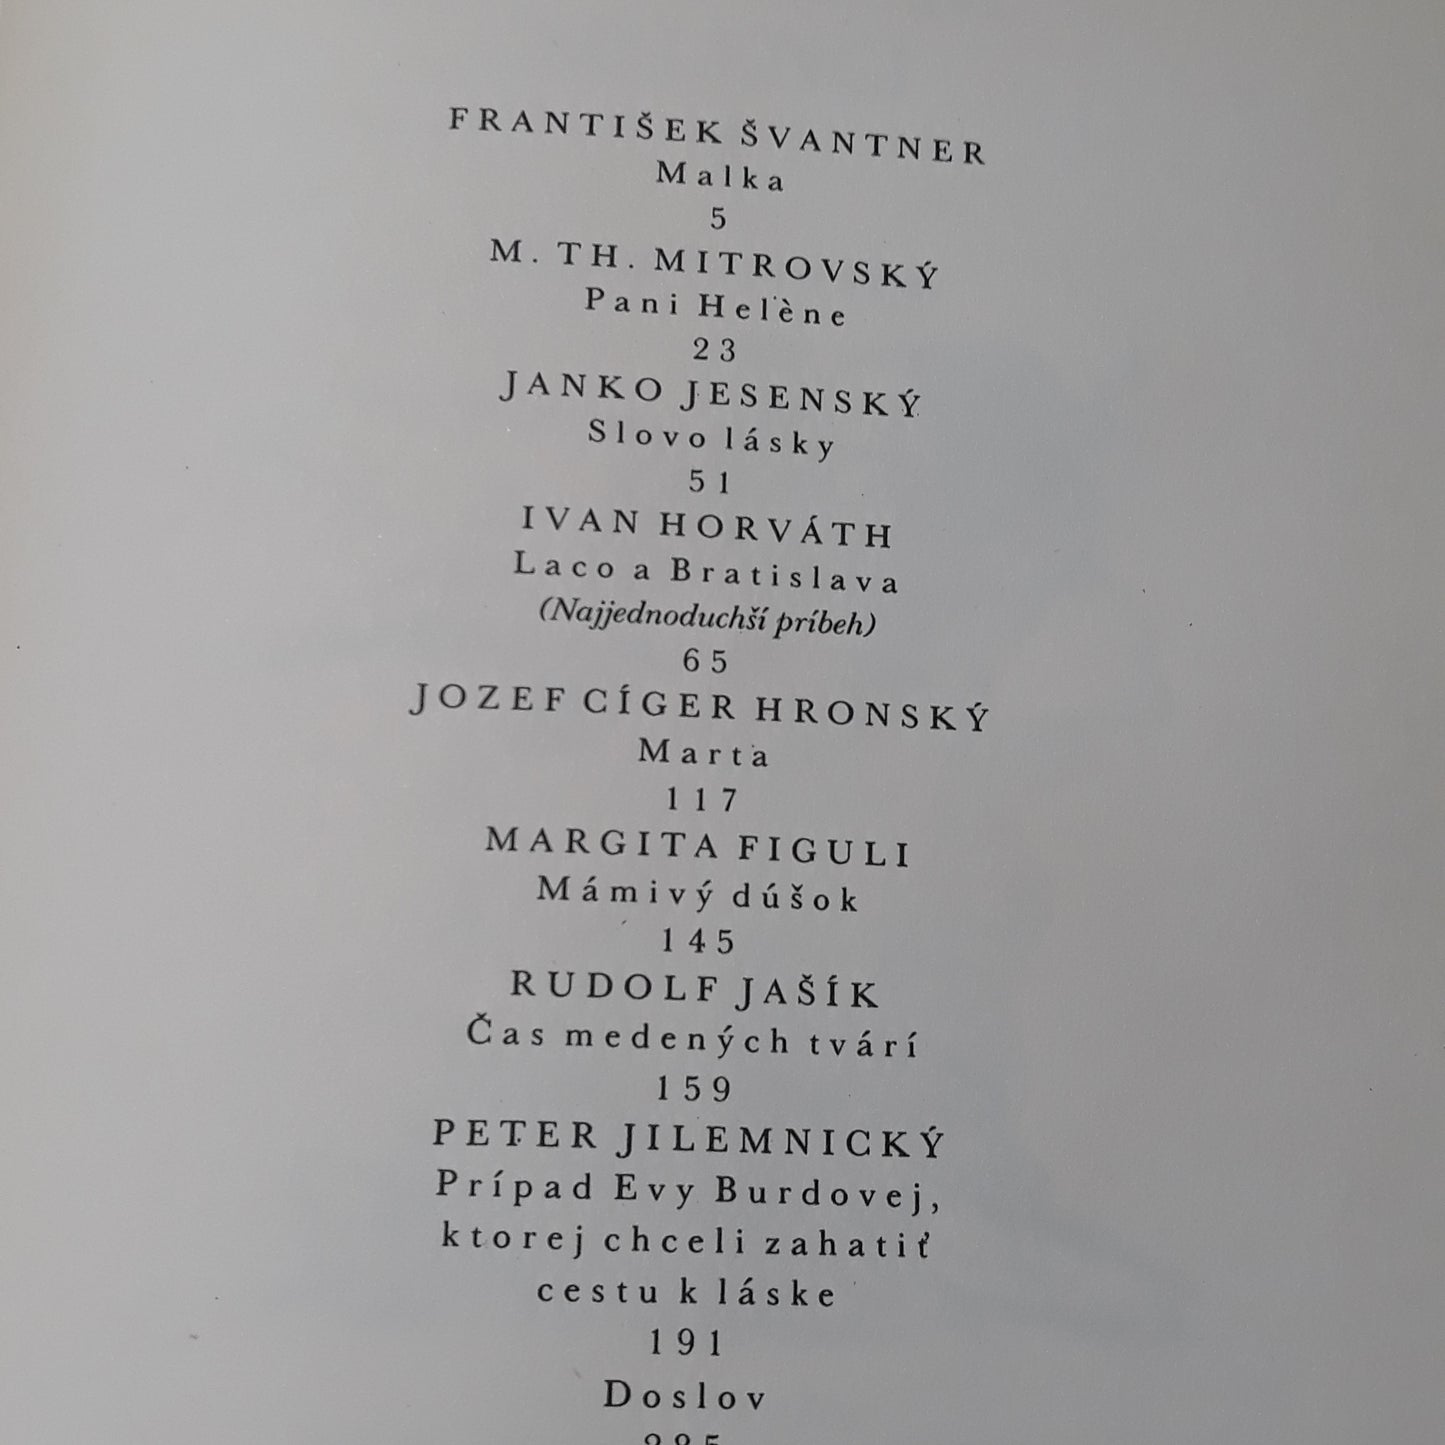 FRANTIŠEK ŠVANTNER
Malka
5
M. TH. MITROVSKÝ
Pani Helène
23
JANKO JESENSKÝ
Slovo lásky
51
IVAN HORVÁTH
Laco a Bratislava
(Najjednoduchší príbeh)
65
JOZEF CÍGER HRONSKÝ
Marta
117
MARGITA FIGULI
Mámivý dúšok
145
RUDOLF JAŠÍK
Čas medených tvárí
159
PETER JILEMNICKÝ
Prípad Evy Burdovej,
ktorej chceli zahatiť
cestu k láske
191
Doslov